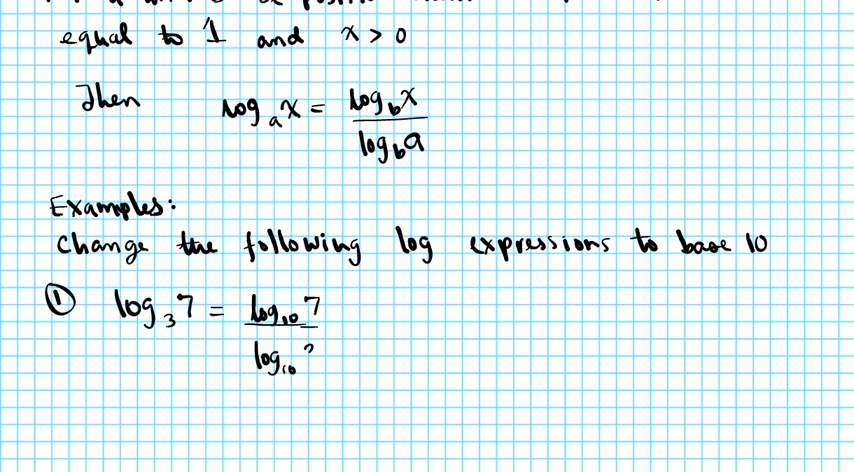 equal to 1 and x > 0
Then log_a x = log_b x / log_b a
Examples:
Change the following log expressions to base 10
① log_3 7 = log_10 7 / log_10